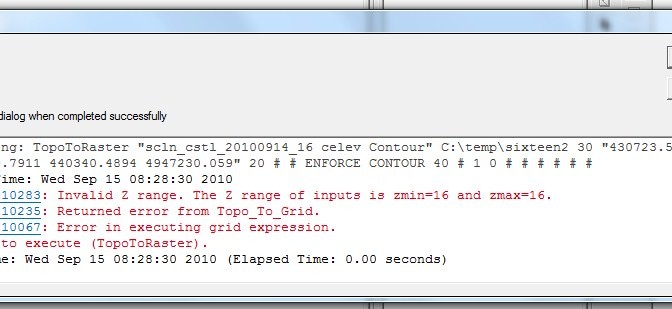 dialog when completed successfully
ng: TopoToRaster "scln_cstl_20100914_16 celev Contour" C:\temp\sixteen2 30 "430723.5
.7911 440340.4894 4947230.059" 20 # # ENFORCE CONTOUR 40 # 1 0 # # # # # #
ime: Wed Sep 15 08:28:30 2010
10283: Invalid Z range. The Z range of inputs is zmin=16 and zmax=16.
10235: Returned error from Topo_To_Grid.
10067: Error in executing grid expression.
to execute (TopoToRaster).
e: Wed Sep 15 08:28:30 2010 (Elapsed Time: 0.00 seconds)